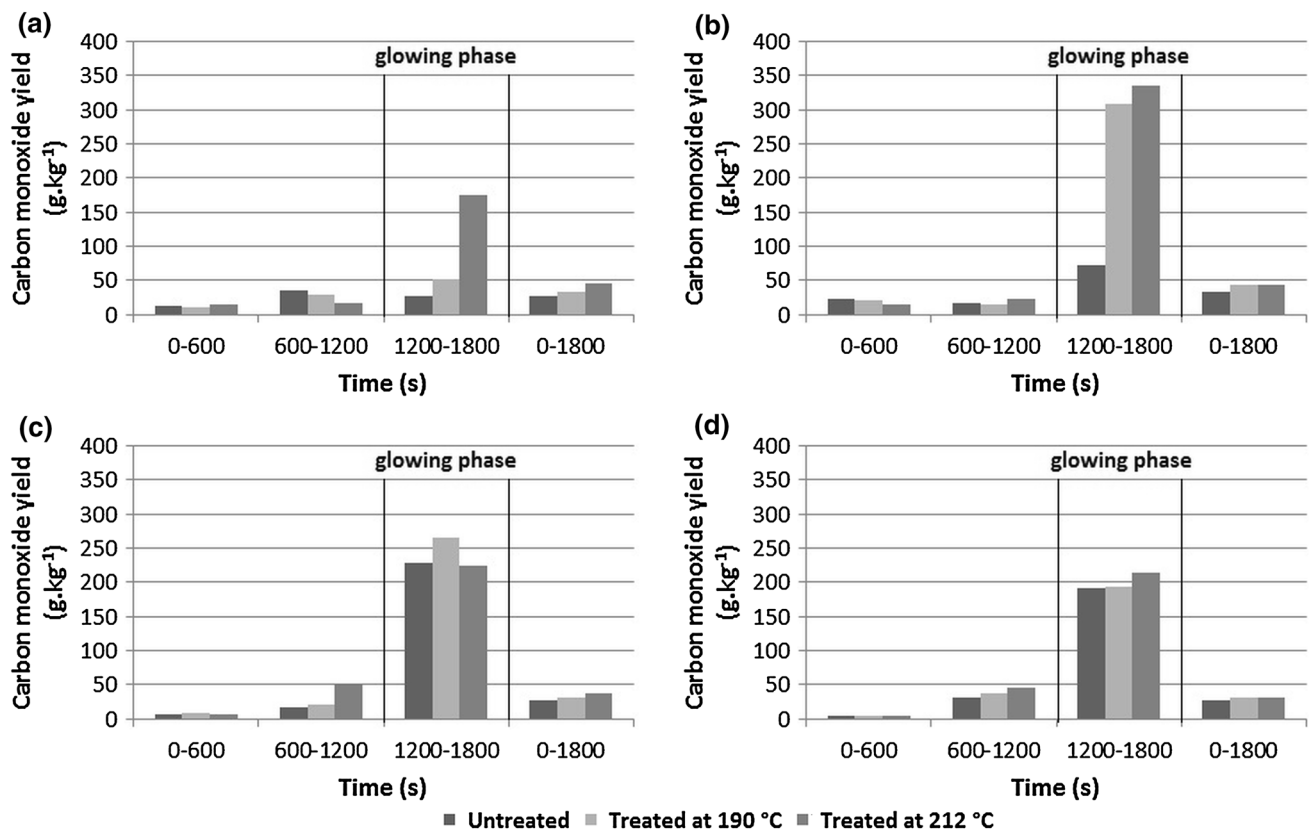 (a)
Carbon monoxide yield
(g.kg⁻¹)
400
350
300
250
200
150
100
50
0
glowing phase
0-600 600-1200 1200-1800 0-1800
Time (s)
(b)
Carbon monoxide yield
(g.kg⁻¹)
400
350
300
250
200
150
100
50
0
glowing phase
0-600 600-1200 1200-1800 0-1800
Time (s)
(c)
Carbon monoxide yield
(g.kg⁻¹)
400
350
300
250
200
150
100
50
0
glowing phase
0-600 600-1200 1200-1800 0-1800
Time (s)
(d)
Carbon monoxide yield
(g.kg⁻¹)
400
350
300
250
200
150
100
50
0
glowing phase
0-600 600-1200 1200-1800 0-1800
Time (s)
Untreated Treated at 190 °C Treated at 212 °C